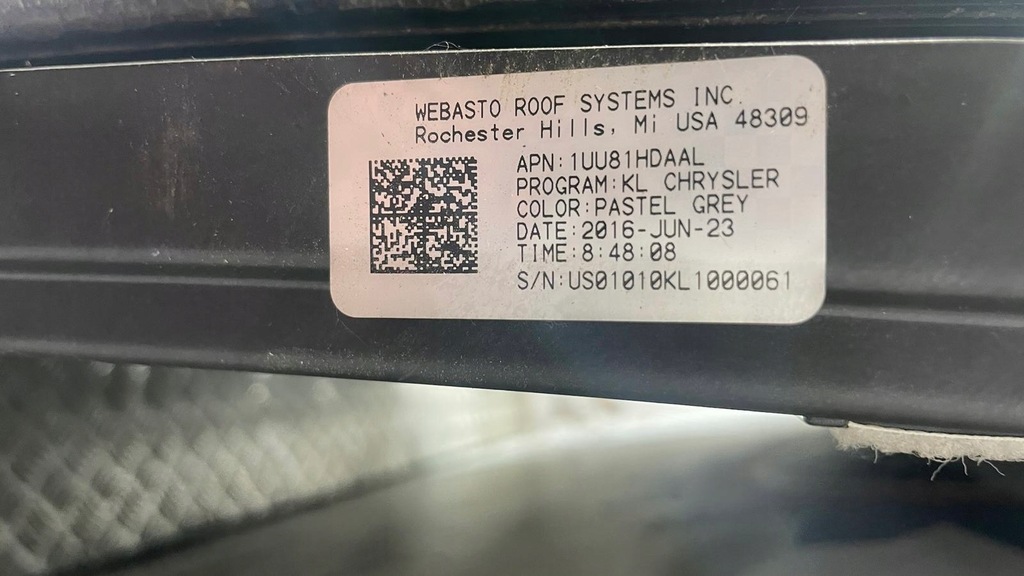 WEBASTO ROOF SYSTEMS INC.
Rochester Hills, Mi USA 48309
APN:1UU81HDAAL
PROGRAM:KL CHRYSLER
COLOR:PASTEL GREY
DATE:2016-JUN-23
TIME:8:48:08
S/N:US01010KL1000061